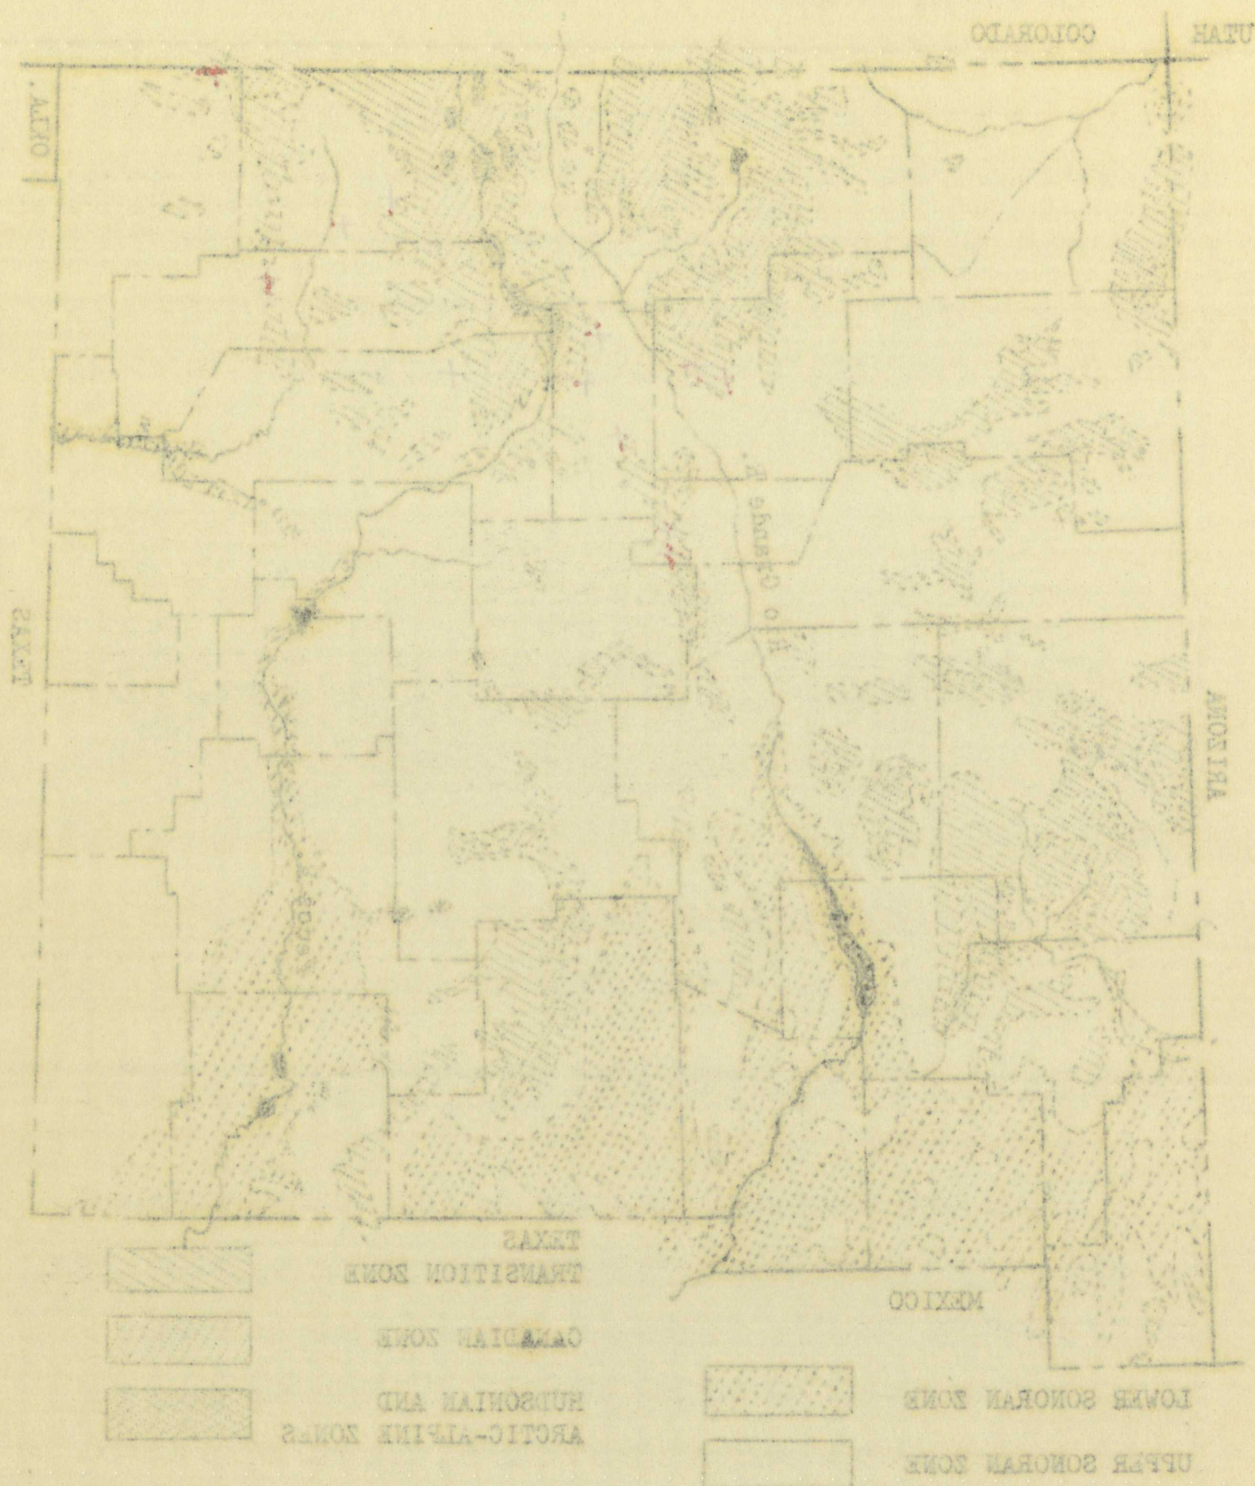 UTAH
COLORADO
OKLA.
Rio Grande R.
TEXAS
ARIZONA
Pecos R.
TEXAS
TRANSITION ZONE
MEXICO
CANADIAN ZONE
LOWER SONORAN ZONE
HUDSONIAN AND
ARCTIC-ALPINE ZONES
UPPER SONORAN ZONE